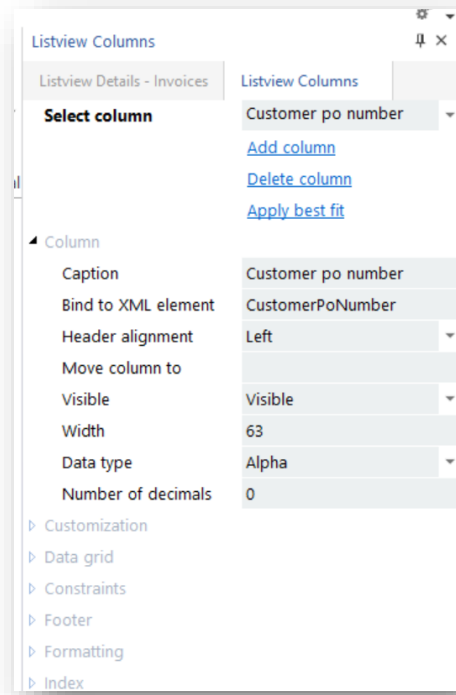 Listview Columns
Listview Details - Invoices Listview Columns
Select column Customer po number
Add column
Delete column
Apply best fit
Column
Caption Customer po number
Bind to XML element CustomerPoNumber
Header alignment Left
Move column to
Visible Visible
Width 63
Data type Alpha
Number of decimals 0
Customization
Data grid
Constraints
Footer
Formatting
Index